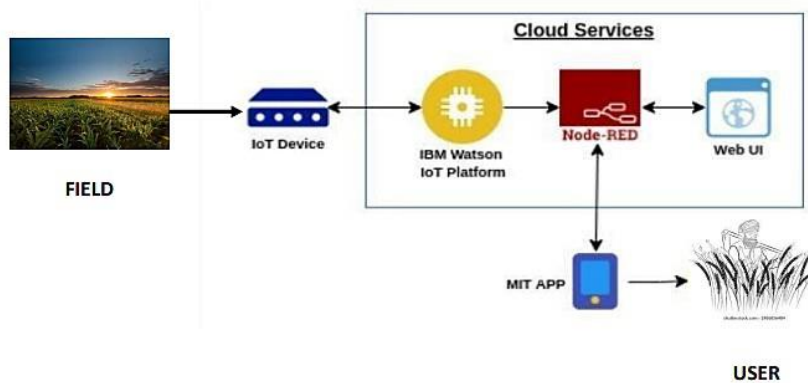 Cloud Services
IoT Device
IBM Watson
IoT Platform
Node-RED
Web UI
FIELD
MIT APP
USER